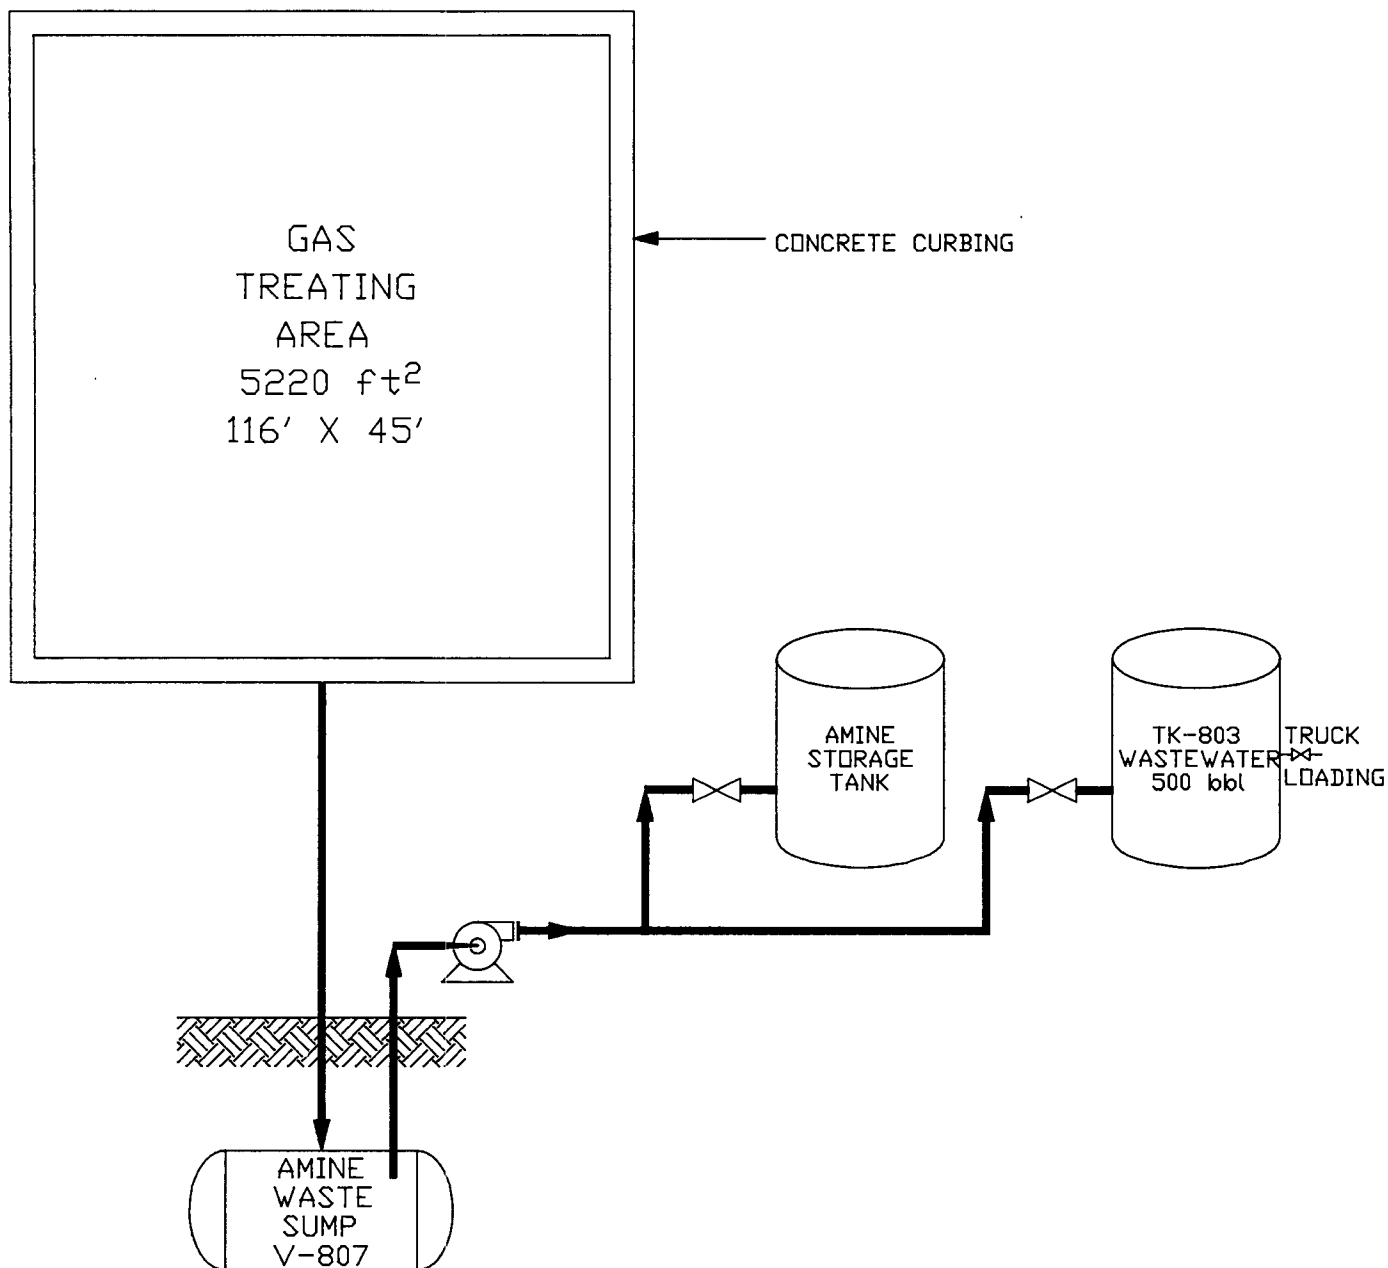 GAS
TREATING
AREA
5220 ft²
116' X 45'
CONCRETE CURBING
AMINE
STORAGE
TANK
TK-803
WASTEWATER
500 bbl
TRUCK
LOADING
AMINE
WASTE
SUMP
V-807